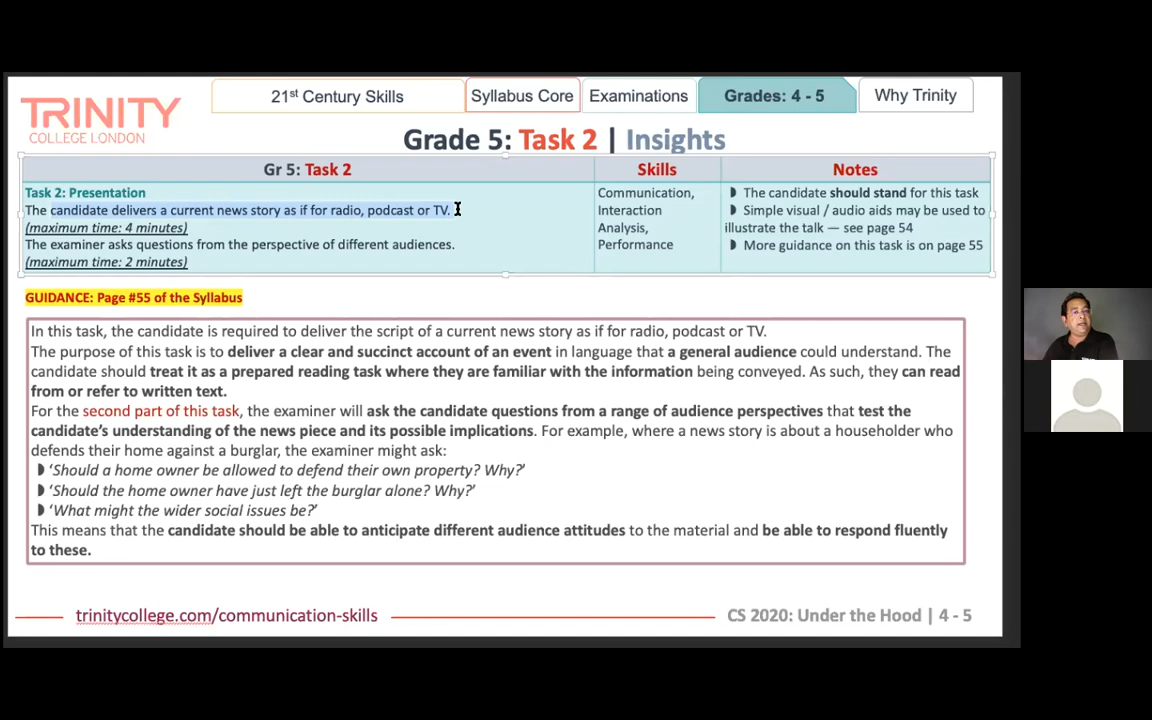 21st Century Skills
Syllabus Core
Examinations
Grades: 4 - 5
Why Trinity
TRINITY
COLLEGE LONDON
Grade 5: Task 2 | Insights
Gr 5: Task 2
Skills
Notes
Task 2: Presentation
The candidate delivers a current news story as if for radio, podcast or TV.
(maximum time: 4 minutes)
The examiner asks questions from the perspective of different audiences.
(maximum time: 2 minutes)
Communication,
Interaction
Analysis,
Performance
◗ The candidate should stand for this task
◗ Simple visual / audio aids may be used to
illustrate the talk — see page 54
◗ More guidance on this task is on page 55
GUIDANCE: Page #55 of the Syllabus
In this task, the candidate is required to deliver the script of a current news story as if for radio, podcast or TV.
The purpose of this task is to deliver a clear and succinct account of an event in language that a general audience could understand. The
candidate should treat it as a prepared reading task where they are familiar with the information being conveyed. As such, they can read
from or refer to written text.
For the second part of this task, the examiner will ask the candidate questions from a range of audience perspectives that test the
candidate's understanding of the news piece and its possible implications. For example, where a news story is about a householder who
defends their home against a burglar, the examiner might ask:
◗ ‘Should a home owner be allowed to defend their own property? Why?’
◗ ‘Should the home owner have just left the burglar alone? Why?’
◗ ‘What might the wider social issues be?’
This means that the candidate should be able to anticipate different audience attitudes to the material and be able to respond fluently
to these.
trinitycollege.com/communication-skills
CS 2020: Under the Hood | 4 - 5